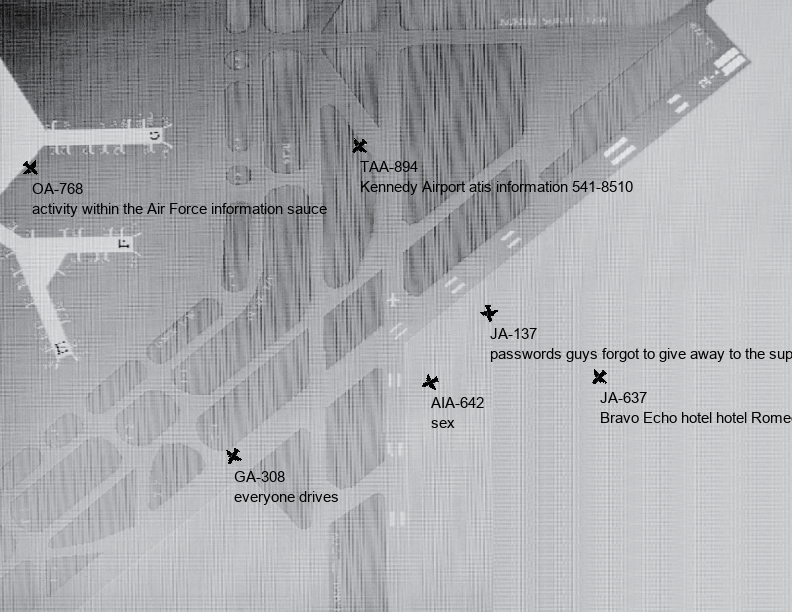 OA-768
activity within the Air Force information sauce
TAA-894
Kennedy Airport atis information 541-8510
JA-137
passwords guys forgot to give away to the sup
JA-637
Bravo Echo hotel hotel Rome
AIA-642
sex
GA-308
everyone drives